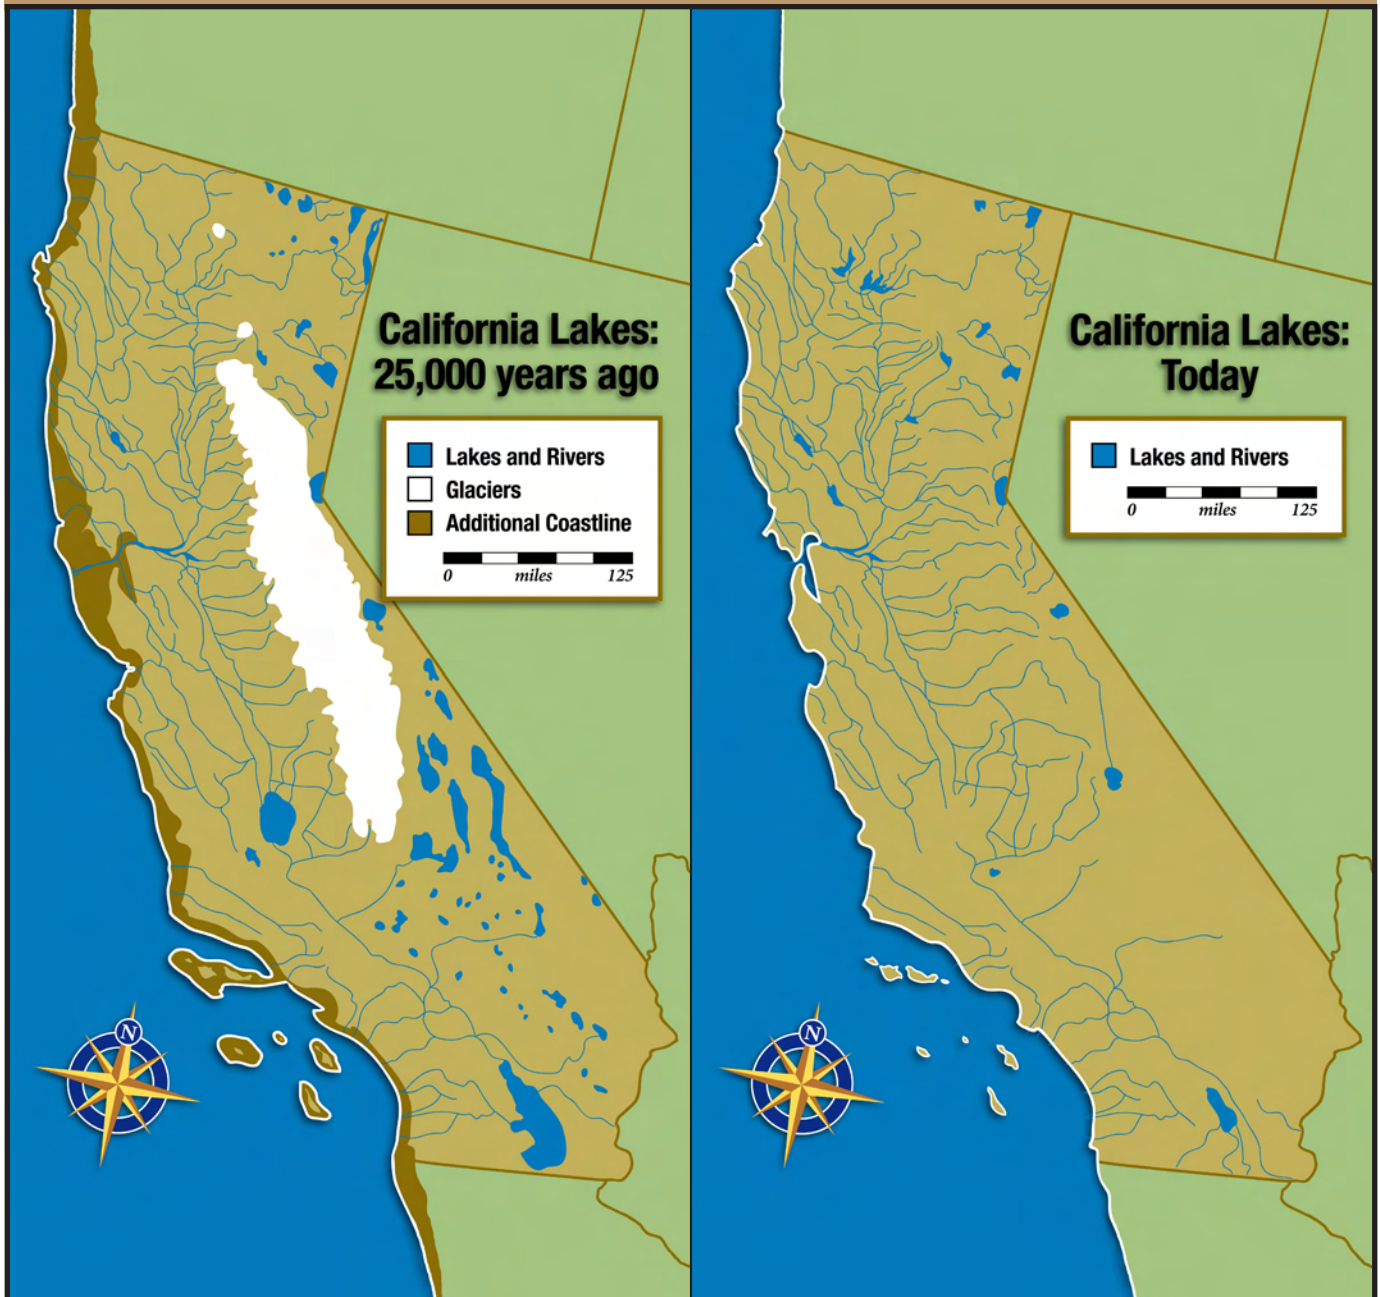 California Lakes:
25,000 years ago
Lakes and Rivers
Glaciers
Additional Coastline
0 miles 125
N
California Lakes:
Today
Lakes and Rivers
0 miles 125
N